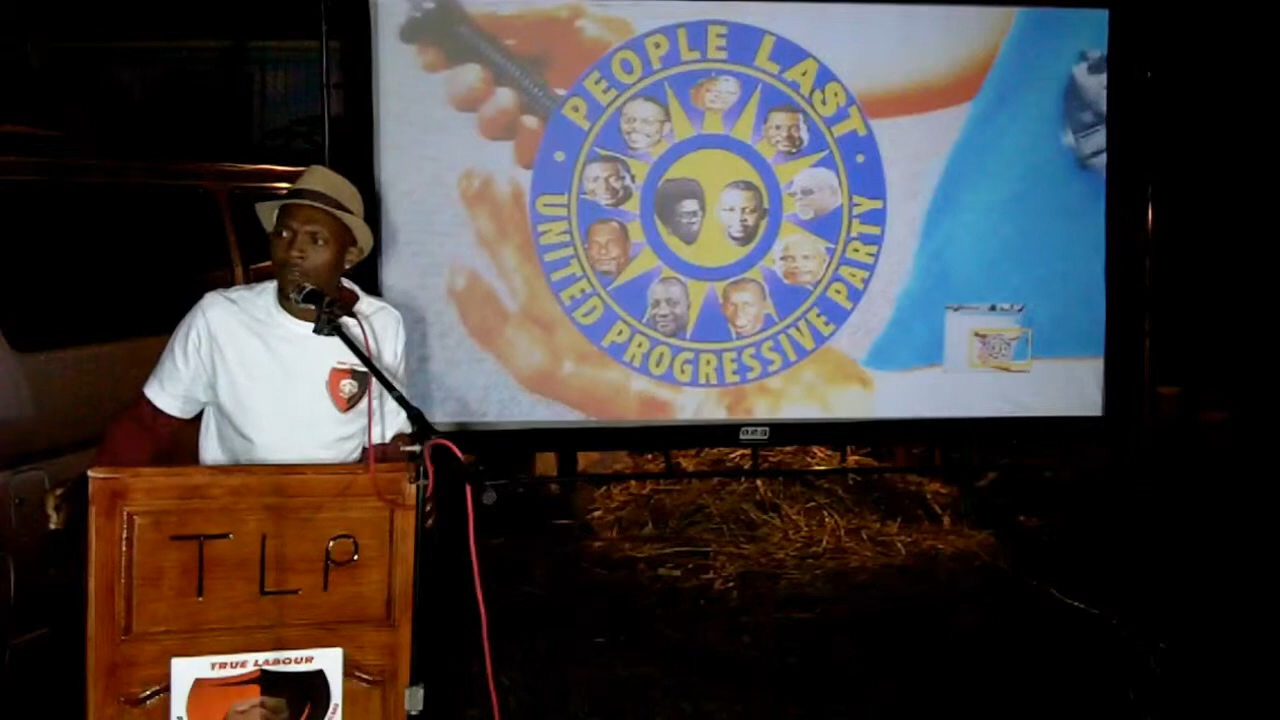 PEOPLE LAST
UNITED PROGRESSIVE PARTY
TLP
TRUE LABOUR